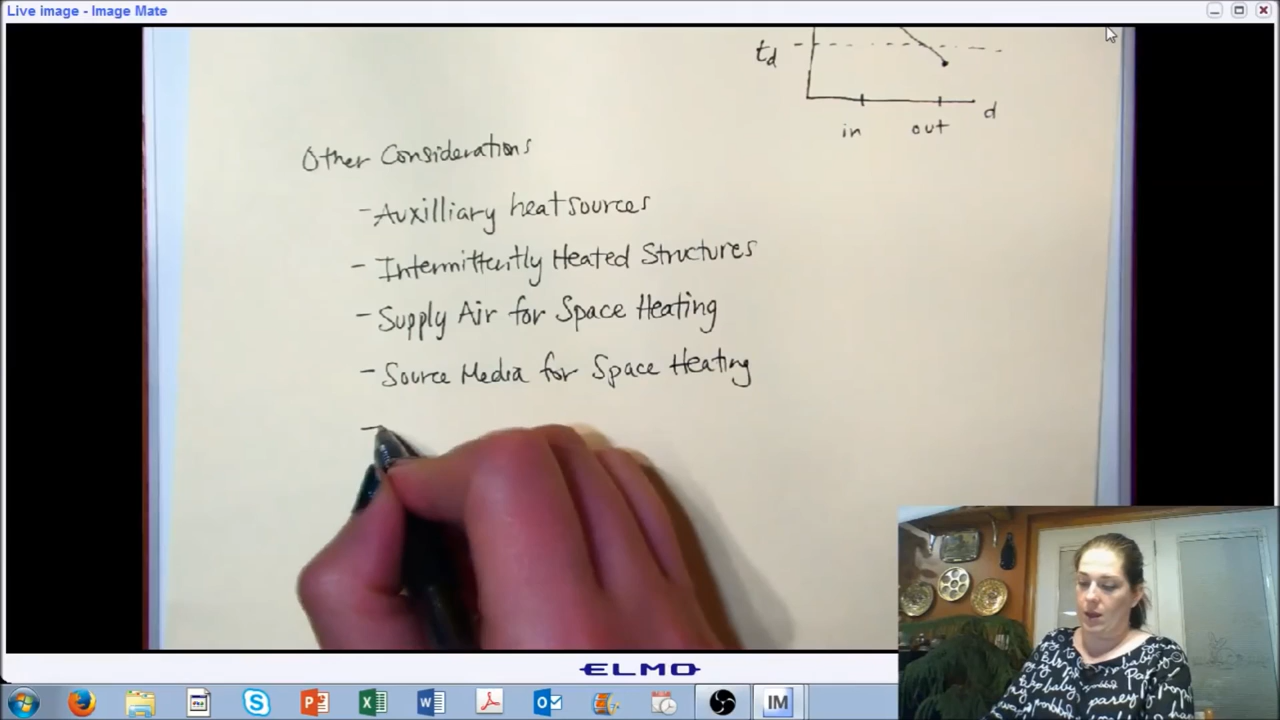 Live image - Image Mate
td
d
in out
Other Considerations
- Auxilliary heat sources
- Intermittently Heated Structures
- Supply Air for Space Heating
- Source Media for Space Heating
-
ELMO
IM